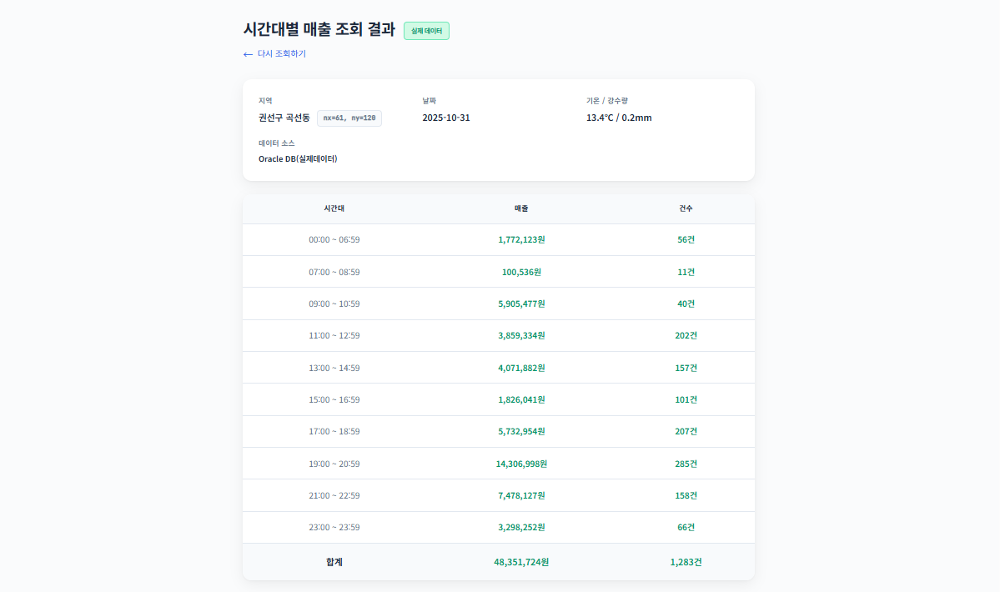 시간대별 매출 조회 결과 실제 데이터
← 다시 조회하기
지역 날짜 기온 / 강수량
권선구 곡선동 nx=61, ny=120 2025-10-31 13.4°C / 0.2mm
데이터 소스
Oracle DB(실제데이터)
시간대 매출 건수
00:00 ~ 06:59 1,772,123원 56건
07:00 ~ 08:59 100,536원 11건
09:00 ~ 10:59 5,905,477원 40건
11:00 ~ 12:59 3,859,334원 202건
13:00 ~ 14:59 4,071,882원 157건
15:00 ~ 16:59 1,826,041원 101건
17:00 ~ 18:59 5,732,954원 207건
19:00 ~ 20:59 14,306,998원 285건
21:00 ~ 22:59 7,478,127원 158건
23:00 ~ 23:59 3,298,252원 66건
합계 48,351,724원 1,283건